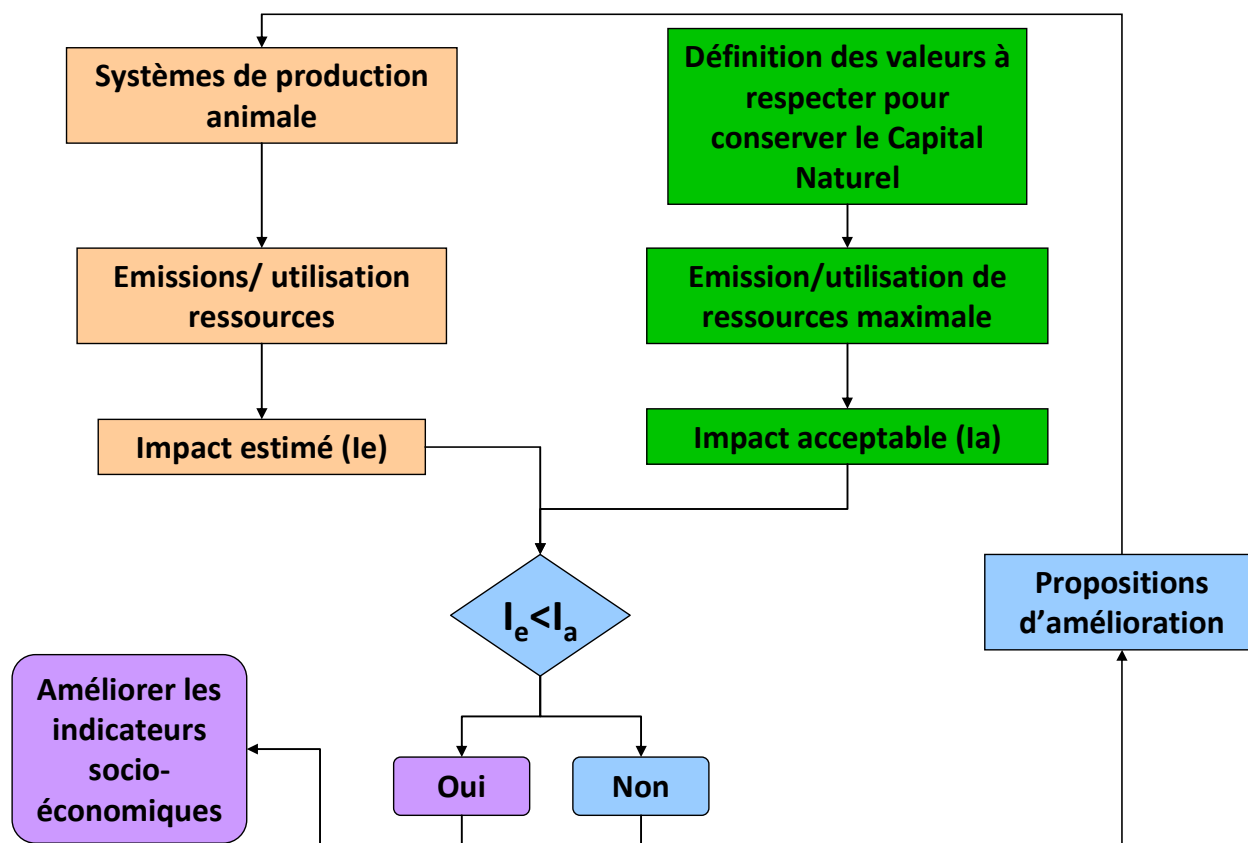 Systèmes de production
animale
Définition des valeurs à
respecter pour
conserver le Capital
Naturel
Emissions/ utilisation
ressources
Emission/utilisation de
ressources maximale
Impact estimé (Ie)
Impact acceptable (Ia)
Ie<Ia
Propositions
d’amélioration
Améliorer les
indicateurs
socio-
économiques
Oui
Non